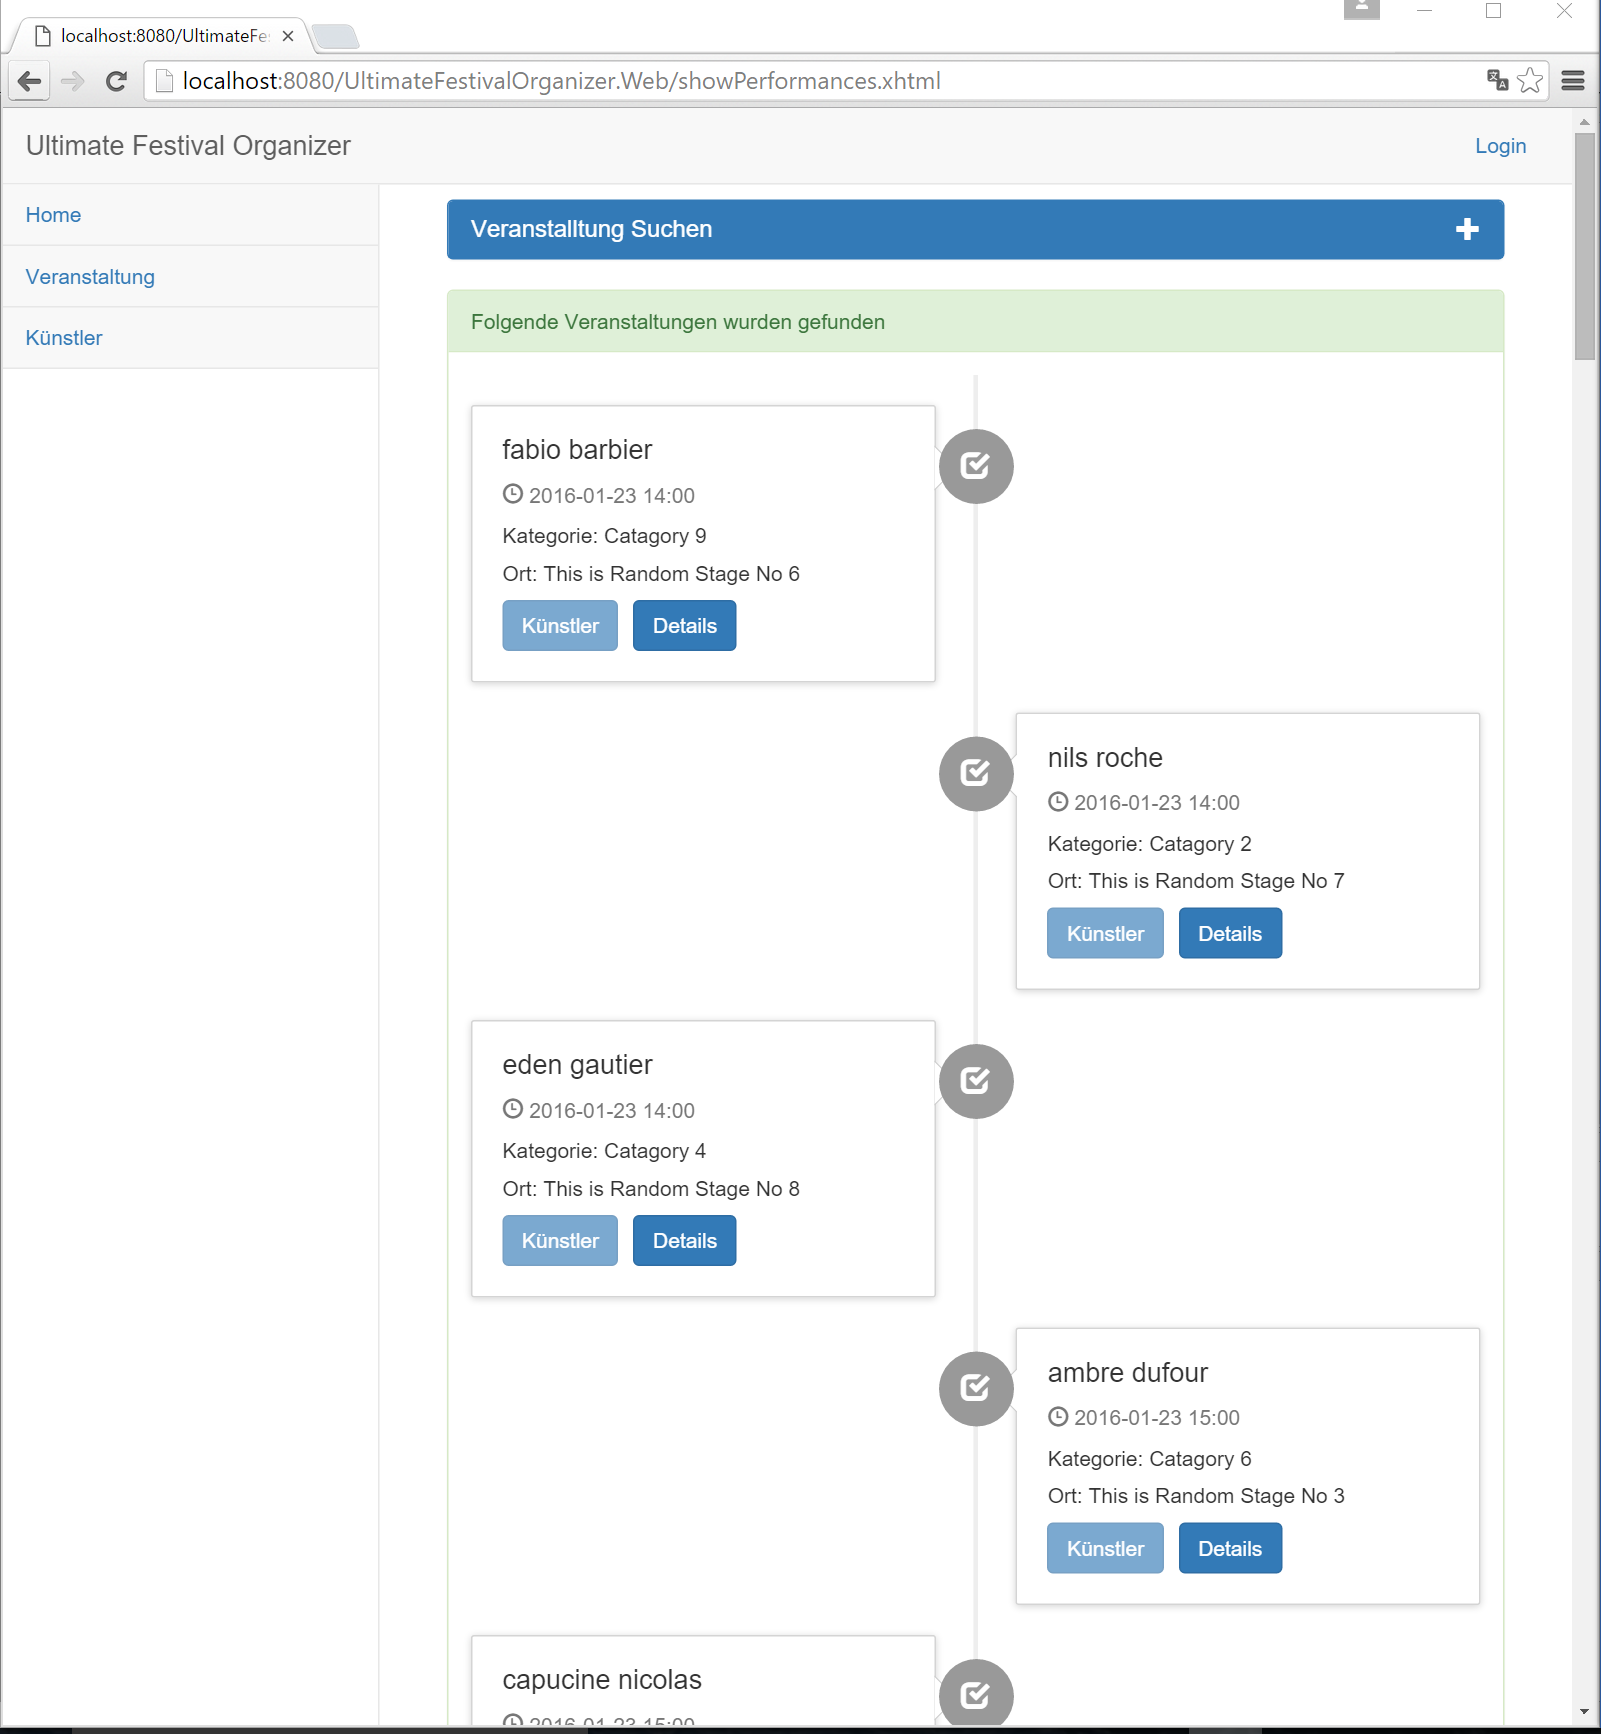 localhost:8080/UltimateFe
localhost:8080/UltimateFestivalOrganizer.Web/showPerformances.xhtml
Ultimate Festival Organizer
Login
Home
Veranstaltung
Künstler
Veranstalltung Suchen
Folgende Veranstaltungen wurden gefunden
fabio barbier
2016-01-23 14:00
Kategorie: Catagory 9
Ort: This is Random Stage No 6
Künstler Details
nils roche
2016-01-23 14:00
Kategorie: Catagory 2
Ort: This is Random Stage No 7
Künstler Details
eden gautier
2016-01-23 14:00
Kategorie: Catagory 4
Ort: This is Random Stage No 8
Künstler Details
ambre dufour
2016-01-23 15:00
Kategorie: Catagory 6
Ort: This is Random Stage No 3
Künstler Details
capucine nicolas
2016-01-23 15:00